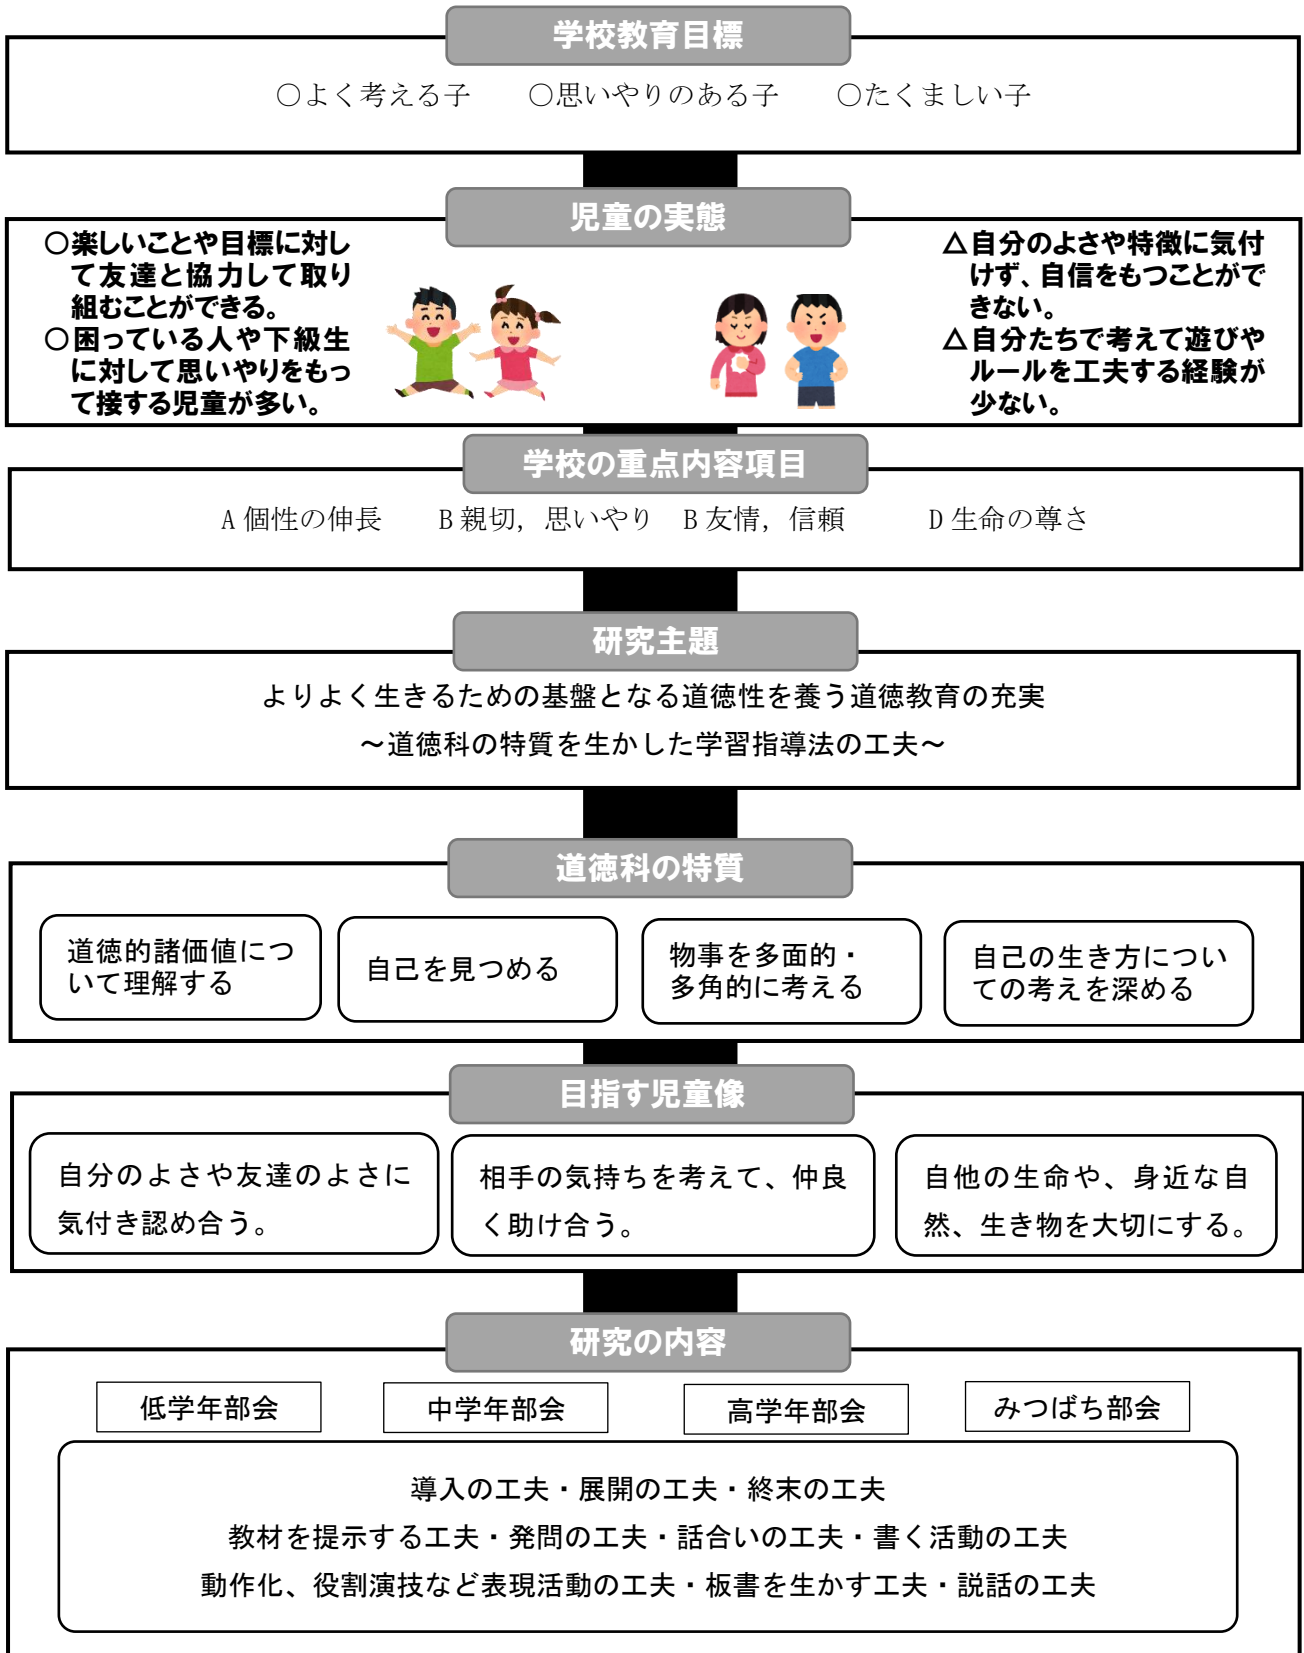 学校教育目標
○よく考える子　○思いやりのある子　○たくましい子
児童の実態
○楽しいことや目標に対し
て友達と協力して取り
組むことができる。
○困っている人や下級生
に対して思いやりをもっ
て接する児童が多い。
△自分のよさや特徴に気付
けず、自信をもつことがで
きない。
△自分たちで考えて遊びや
ルールを工夫する経験が
少ない。
学校の重点内容項目
A 個性の伸長　B 親切，思いやり　B 友情，信頼　D 生命の尊さ
研究主題
よりよく生きるための基盤となる道徳性を養う道徳教育の充実
～道徳科の特質を生かした学習指導法の工夫～
道徳科の特質
道徳的諸価値につ
いて理解する
自己を見つめる
物事を多面的・
多角的に考える
自己の生き方につい
ての考えを深める
目指す児童像
自分のよさや友達のよさに
気付き認め合う。
相手の気持ちを考えて、仲良
く助け合う。
自他の生命や、身近な自
然、生き物を大切にする。
研究の内容
低学年部会
中学年部会
高学年部会
みつばち部会
導入の工夫・展開の工夫・終末の工夫
教材を提示する工夫・発問の工夫・話合いの工夫・書く活動の工夫
動作化、役割演技など表現活動の工夫・板書を生かす工夫・説話の工夫